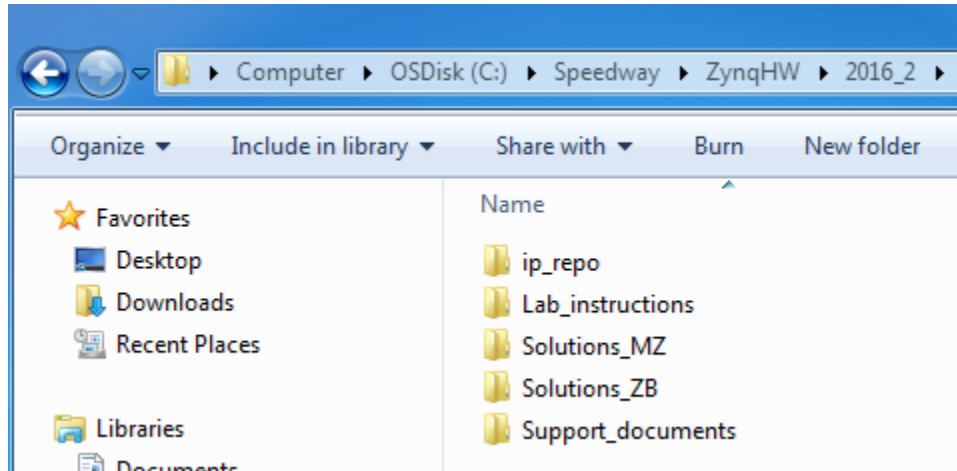 Computer OSDisk (C:) Speedway ZynqHW 2016_2
Organize Include in library Share with Burn New folder
Favorites
Desktop
Downloads
Recent Places
Libraries
Documents
Name
ip_repo
Lab_instructions
Solutions_MZ
Solutions_ZB
Support_documents